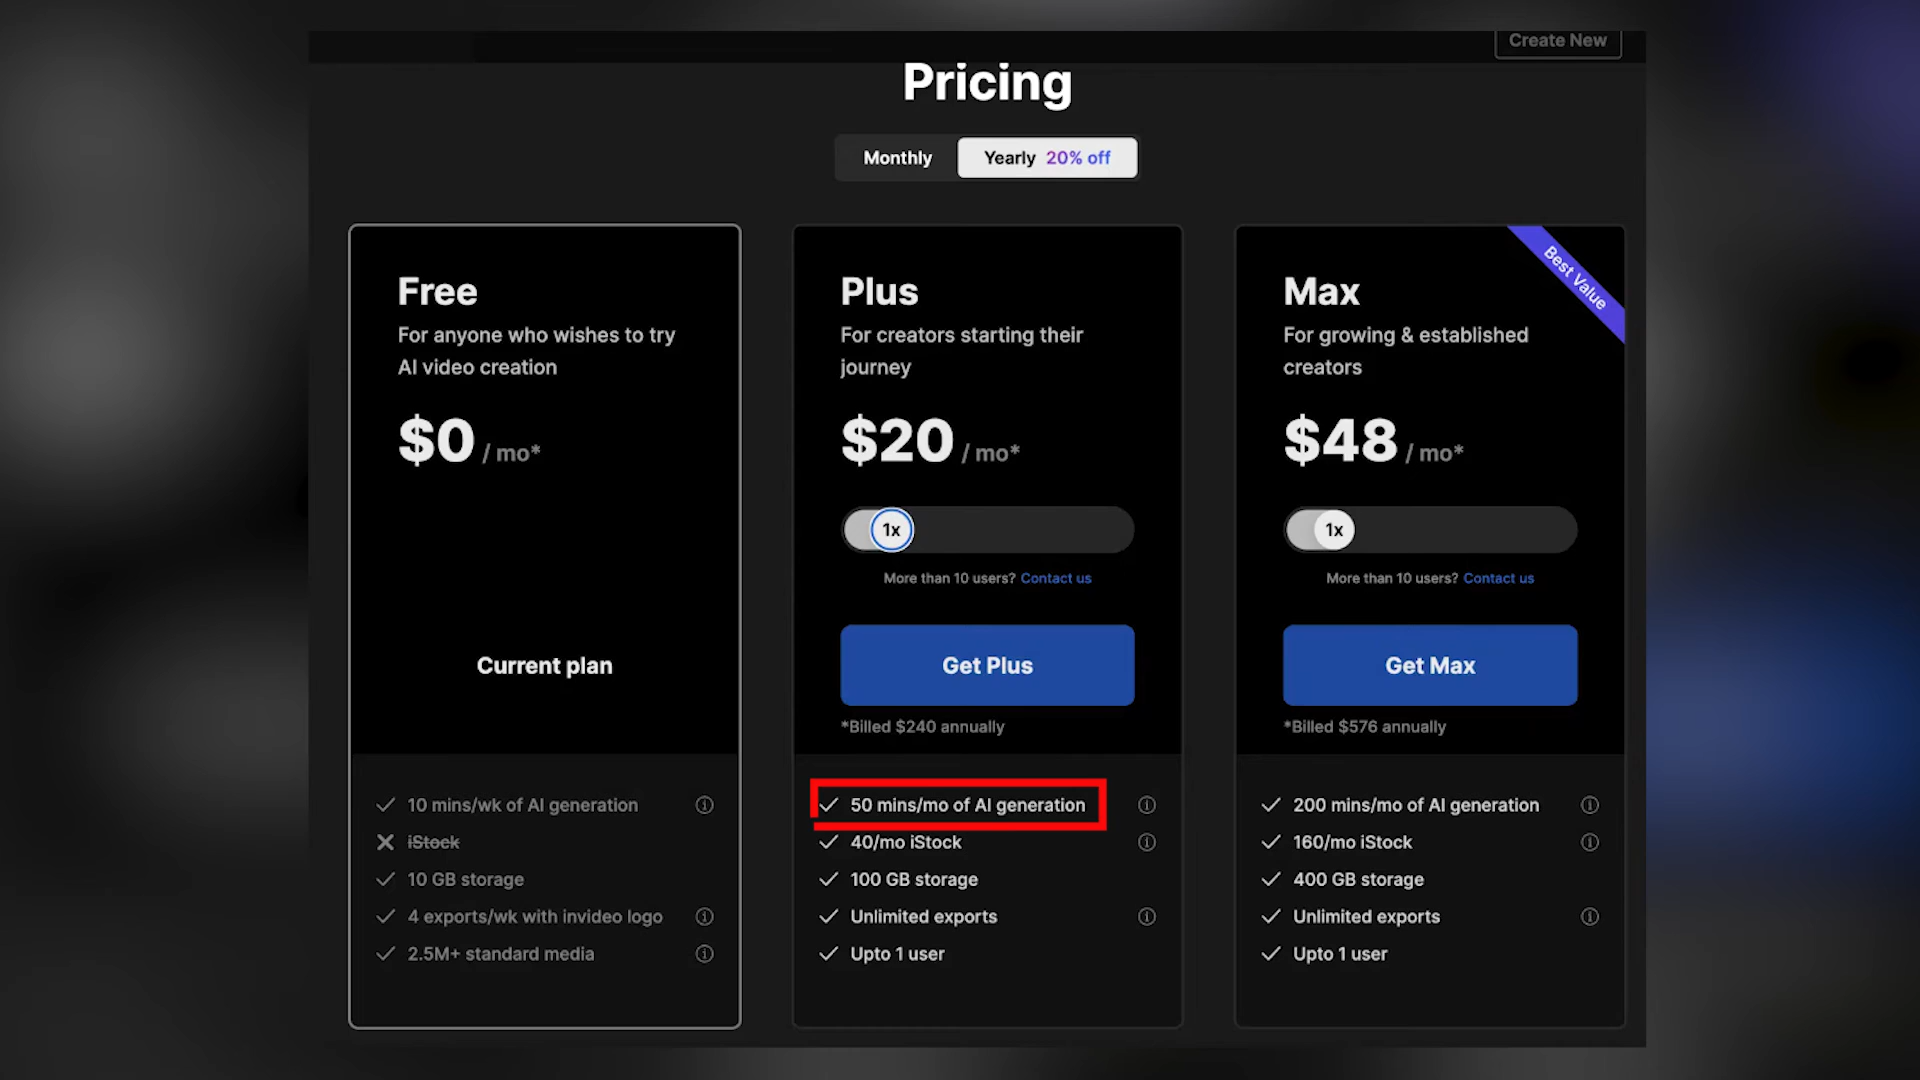 Create New
Pricing
Monthly
Yearly 20% off
Free
For anyone who wishes to try
AI video creation
$0 / mo*
Current plan
10 mins/wk of AI generation
iStock
10 GB storage
4 exports/wk with invideo logo
2.5M+ standard media
Plus
For creators starting their
journey
$20 / mo*
1x
More than 10 users? Contact us
Get Plus
*Billed $240 annually
50 mins/mo of AI generation
40/mo iStock
100 GB storage
Unlimited exports
Upto 1 user
Best Value
Max
For growing & established
creators
$48 / mo*
1x
More than 10 users? Contact us
Get Max
*Billed $576 annually
200 mins/mo of AI generation
160/mo iStock
400 GB storage
Unlimited exports
Upto 1 user